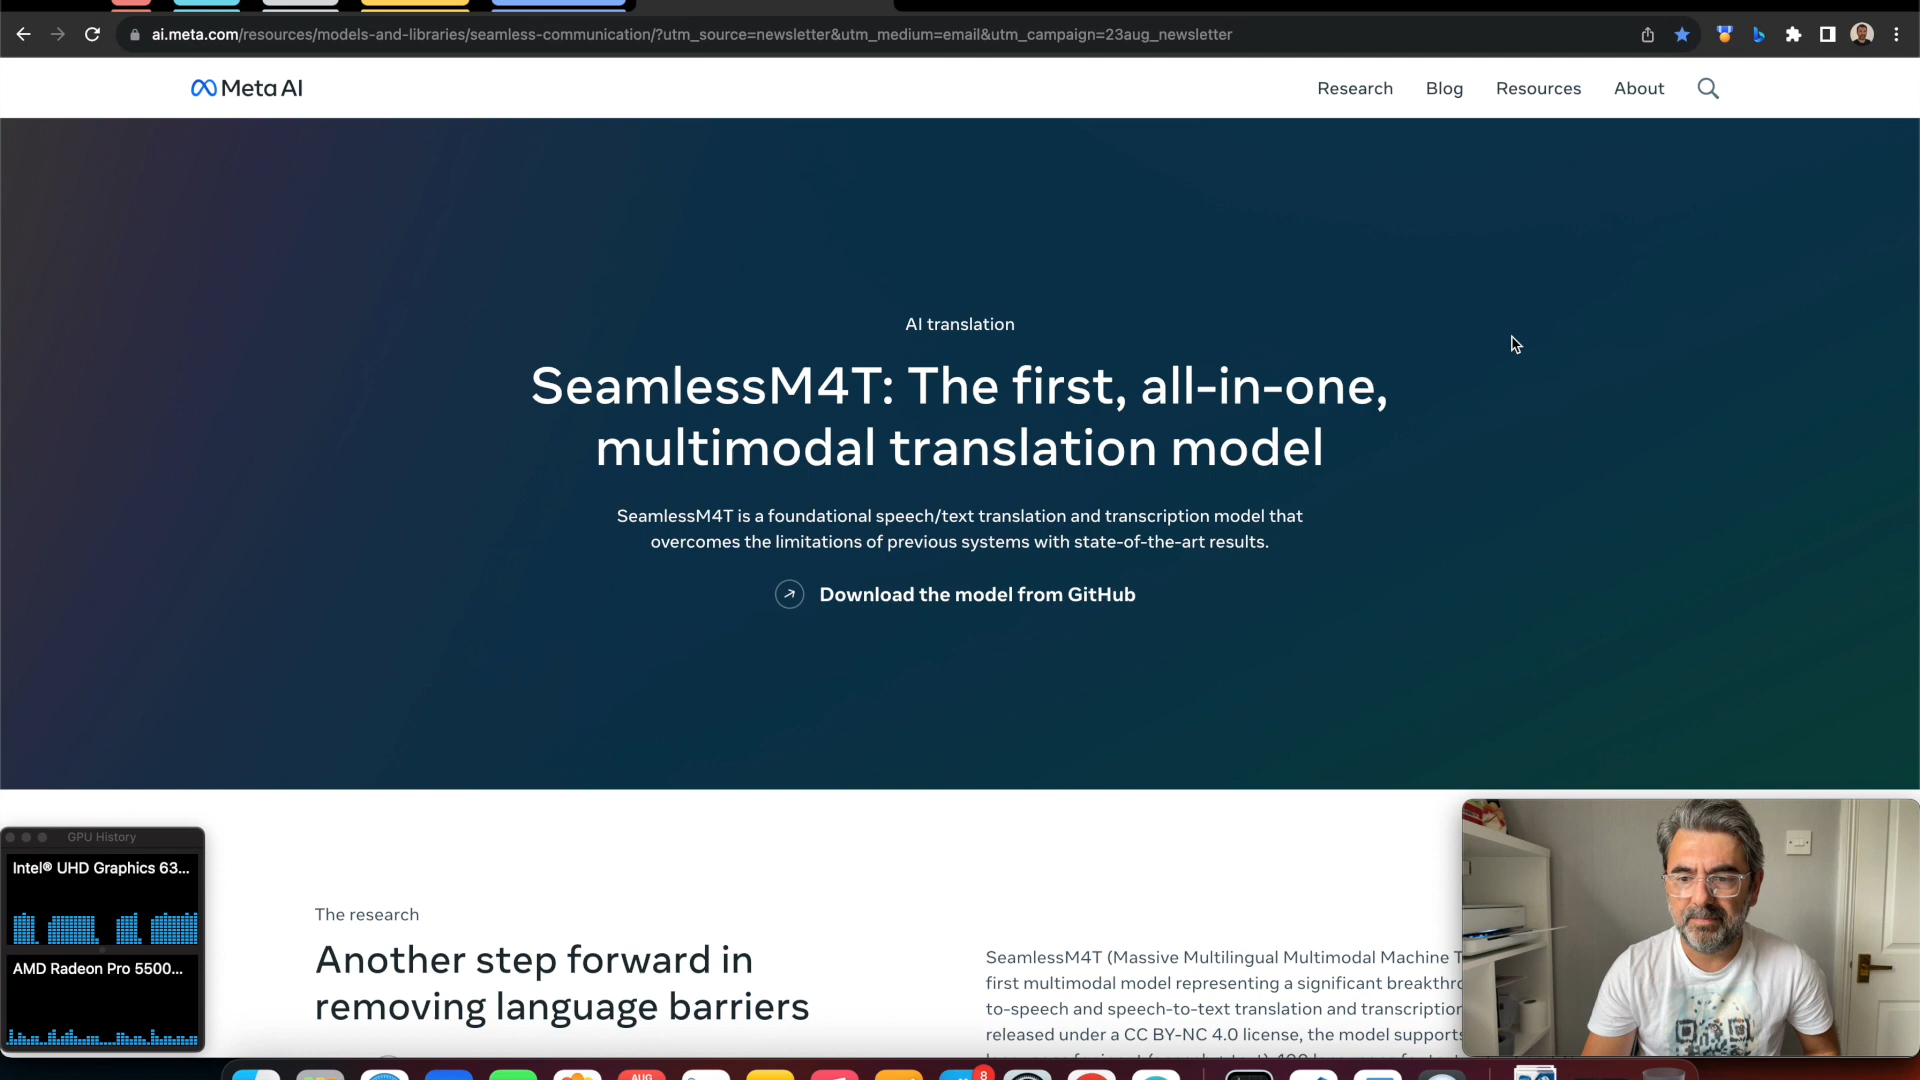 ai.meta.com/resources/models-and-libraries/seamless-communication/?utm_source=newsletter&utm_medium=email&utm_campaign=23aug_newsletter
Meta AI
Research
Blog
Resources
About
AI translation
SeamlessM4T: The first, all-in-one,
multimodal translation model
SeamlessM4T is a foundational speech/text translation and transcription model that
overcomes the limitations of previous systems with state-of-the-art results.
Download the model from GitHub
GPU History
Intel® UHD Graphics 63...
AMD Radeon Pro 5500...
The research
Another step forward in
removing language barriers
SeamlessM4T (Massive Multilingual Multimodal Machine T
first multimodal model representing a significant breakthro
to-speech and speech-to-text translation and transcription
released under a CC BY-NC 4.0 license, the model supports
AUG
8